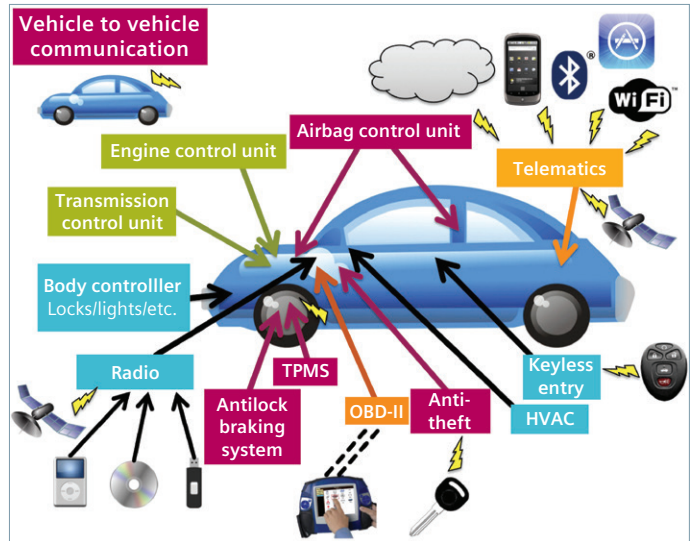 Vehicle to vehicle
communication
®
WiFi™
Airbag control unit
Engine control unit
Telematics
Transmission
control unit
Body controlller
Locks/lights/etc.
Radio
TPMS
Keyless
entry
Antilock
braking
system
OBD-II
Anti-
theft
HVAC